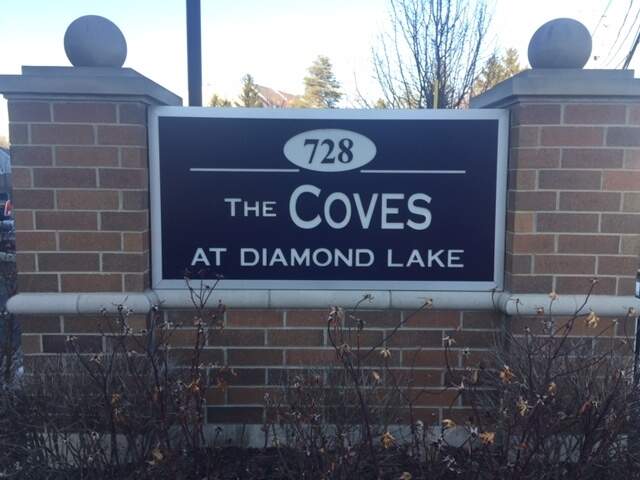 728
THE COVES
AT DIAMOND LAKE